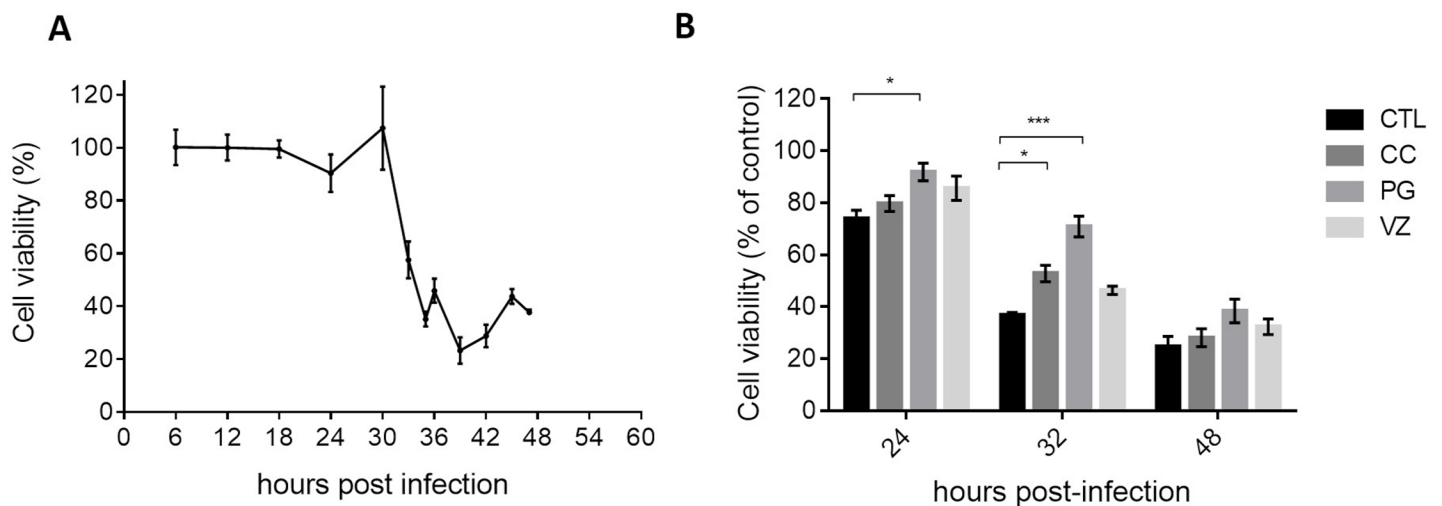 A
Cell viability (%)
120
100
80
60
40
20
0
0 6 12 18 24 30 36 42 48 54 60
hours post infection
B
Cell viability (% of control)
120
100
80
60
40
20
0
*
***
*
24 32 48
hours post-infection
CTL
CC
PG
VZ